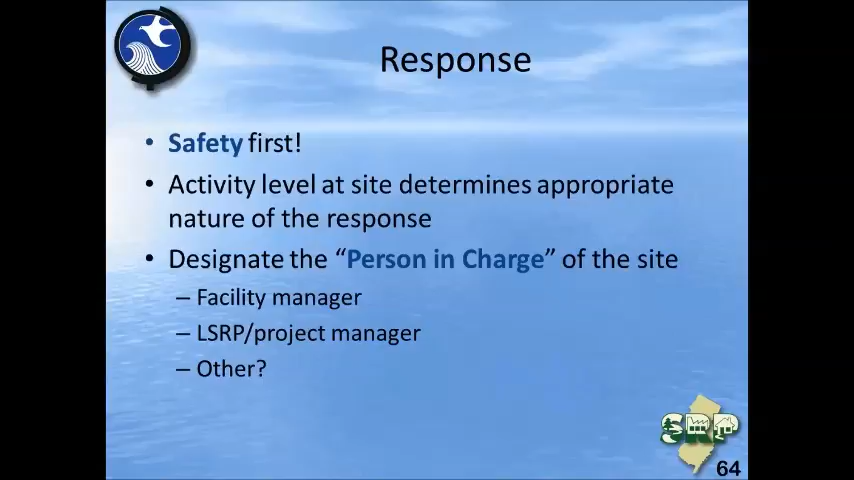 Response
• Safety first!
• Activity level at site determines appropriate
nature of the response
• Designate the “Person in Charge” of the site
– Facility manager
– LSRP/project manager
– Other?
SRP
64